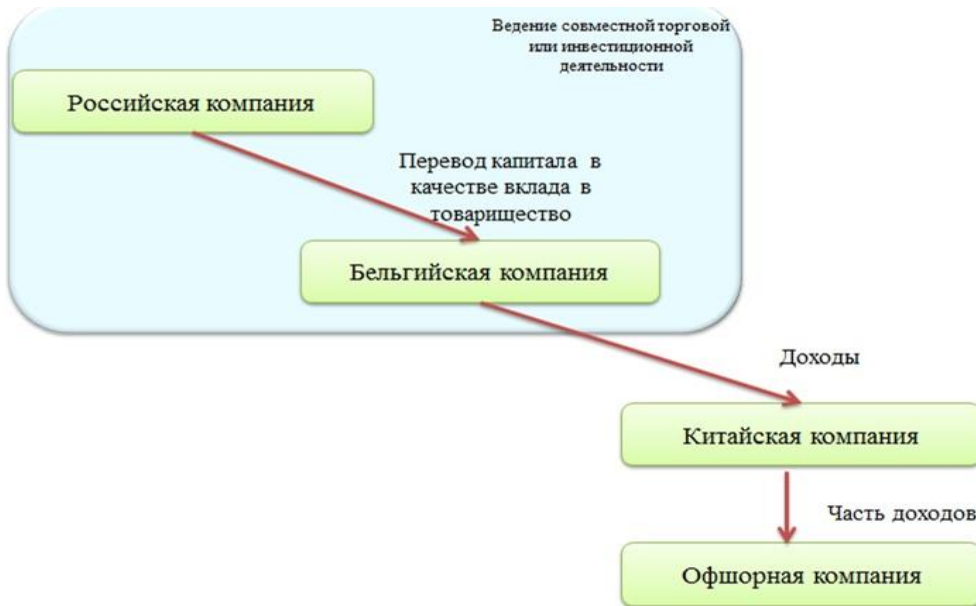 Ведение совместной торговой
или инвестиционной
деятельности
Российская компания
Перевод капитала в
качестве вклада в
товарищество
Бельгийская компания
Доходы
Китайская компания
Часть доходов
Офшорная компания